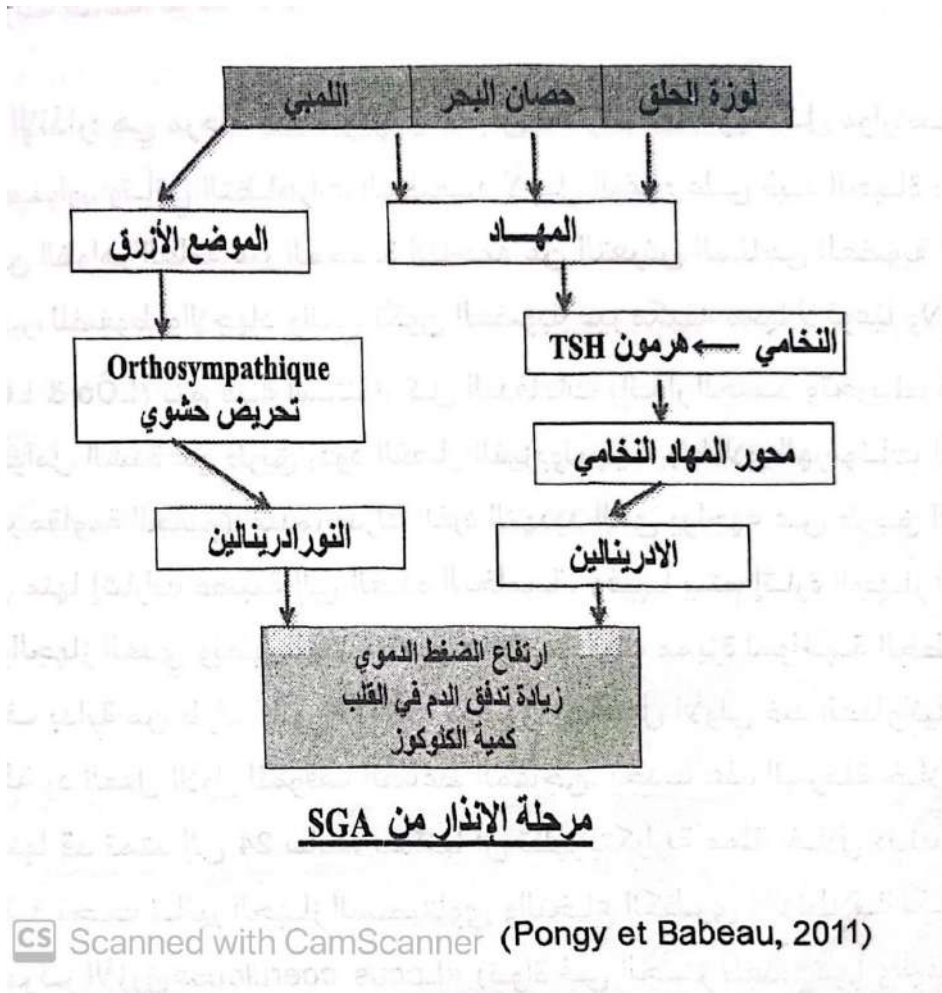 لوزة الحلق حصان البحر اللمبي
المهـــاد
الموضع الأزرق
النخامي ← هرمون TSH
Orthosympathique
تحريض حشوي
محور المهاد النخامي
الادرينالين
النورادرينالين
ارتفاع الضغط الدموي
زيادة تدفق الدم في القلب
كمية الكلوكوز
مرحلة الإنذار من SGA
CS Scanned with CamScanner (Pongy et Babeau, 2011)